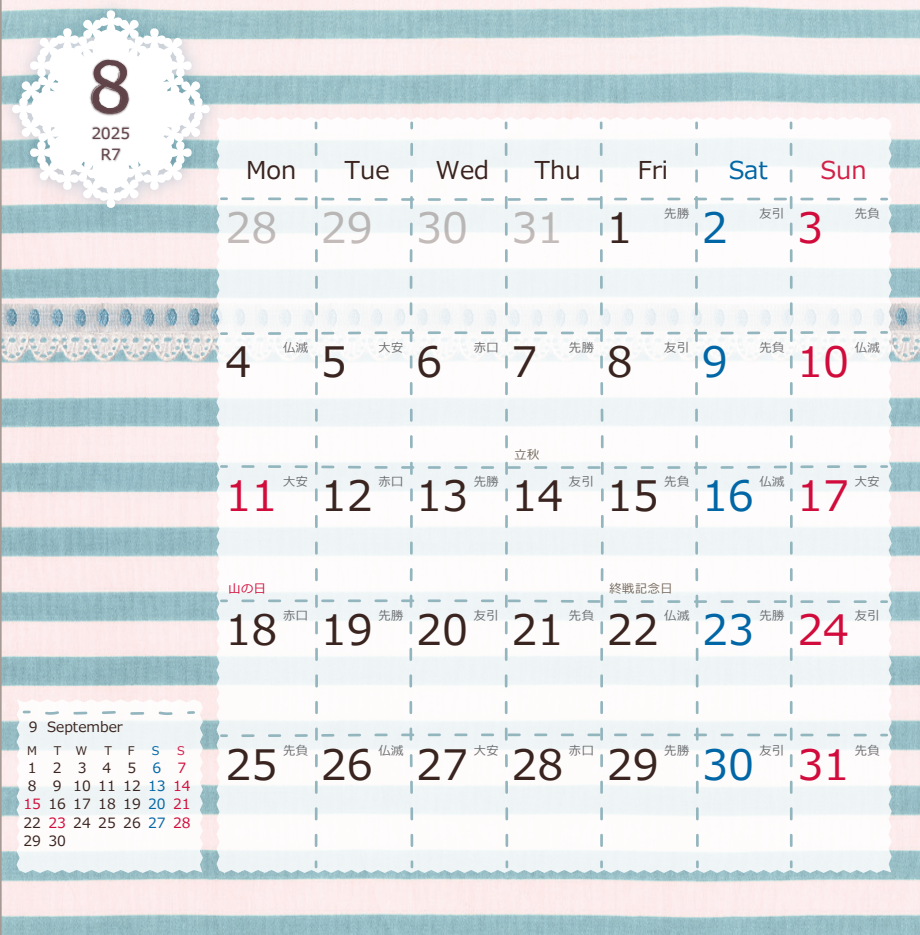 8
2025
R7
Mon Tue Wed Thu Fri Sat Sun
28 29 30 31 1 先勝 2 友引 3 先負
4 仏滅 5 大安 6 赤口 7 先勝 8 友引 9 先負 10 仏滅
立秋
11 大安 12 赤口 13 先勝 14 友引 15 先負 16 仏滅 17 大安
山の日 終戦記念日
18 赤口 19 先勝 20 友引 21 先負 22 仏滅 23 先勝 24 友引
25 先負 26 仏滅 27 大安 28 赤口 29 先勝 30 友引 31 先負
9 September
M T W T F S S
1 2 3 4 5 6 7
8 9 10 11 12 13 14
15 16 17 18 19 20 21
22 23 24 25 26 27 28
29 30